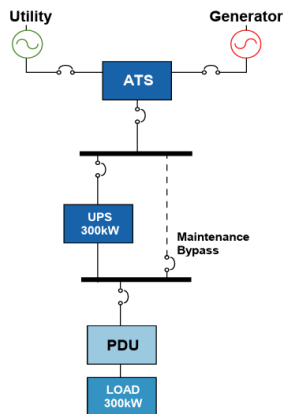 Utility
Generator
ATS
UPS
300kW
Maintenance
Bypass
PDU
LOAD
300kW